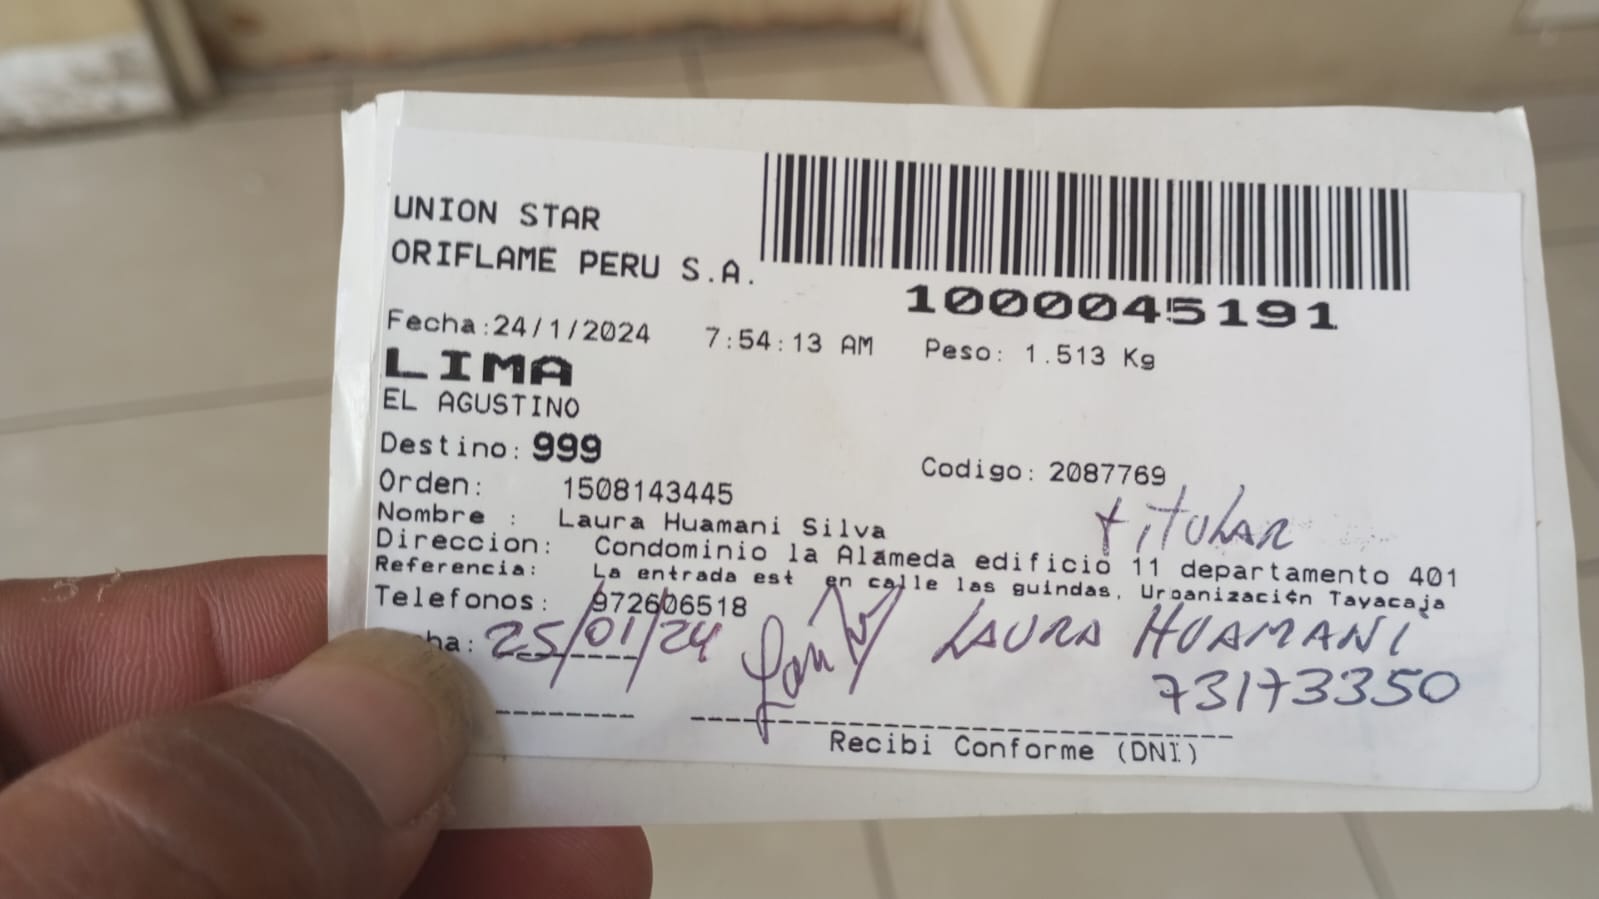 UNION STAR
ORIFLAME PERU S.A.
1000045191
Fecha:24/1/2024 7:54:13 AM Peso: 1.513 Kg
LIMA
EL AGUSTINO
Destino: 999
Codigo: 2087769
Orden: 1508143445
titULAR
Nombre : Laura Huamani Silva
Direccion: Condominio la Alameda edificio 11 departamento 401
Referencia: La entrada est en calle las guindas, Urbanización Tayacaja
Telefonos: 972606518
ha: 25/01/24
LAURA HUAMANI
73173350
Recibi Conforme (DNI)